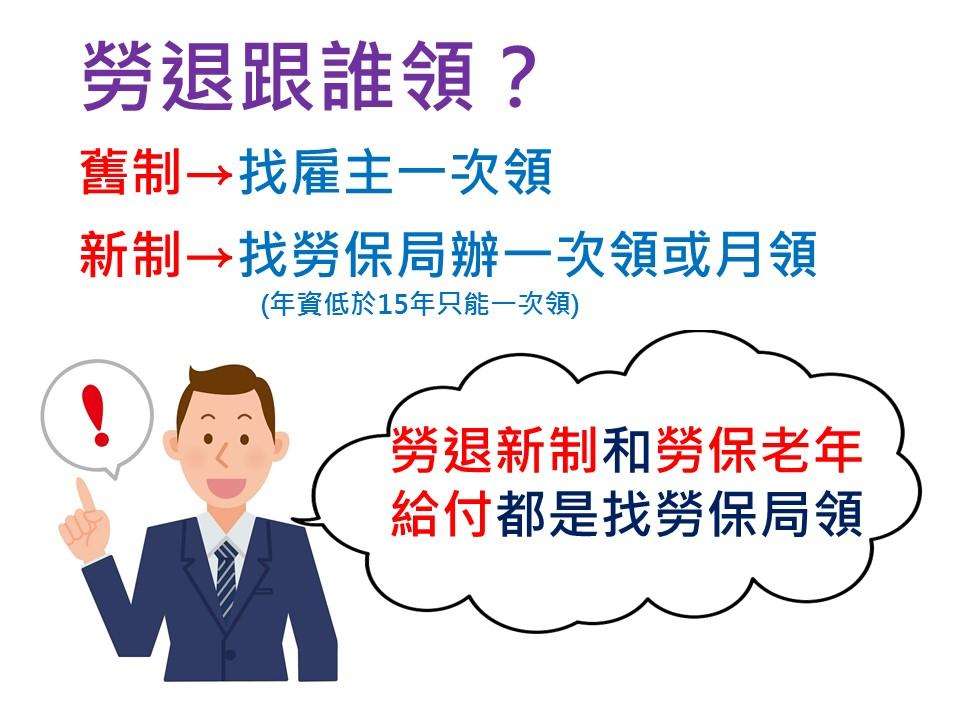 勞退跟誰領？
舊制→找雇主一次領
新制→找勞保局辦一次領或月領
(年資低於15年只能一次領)
!
勞退新制和勞保老年
給付都是找勞保局領